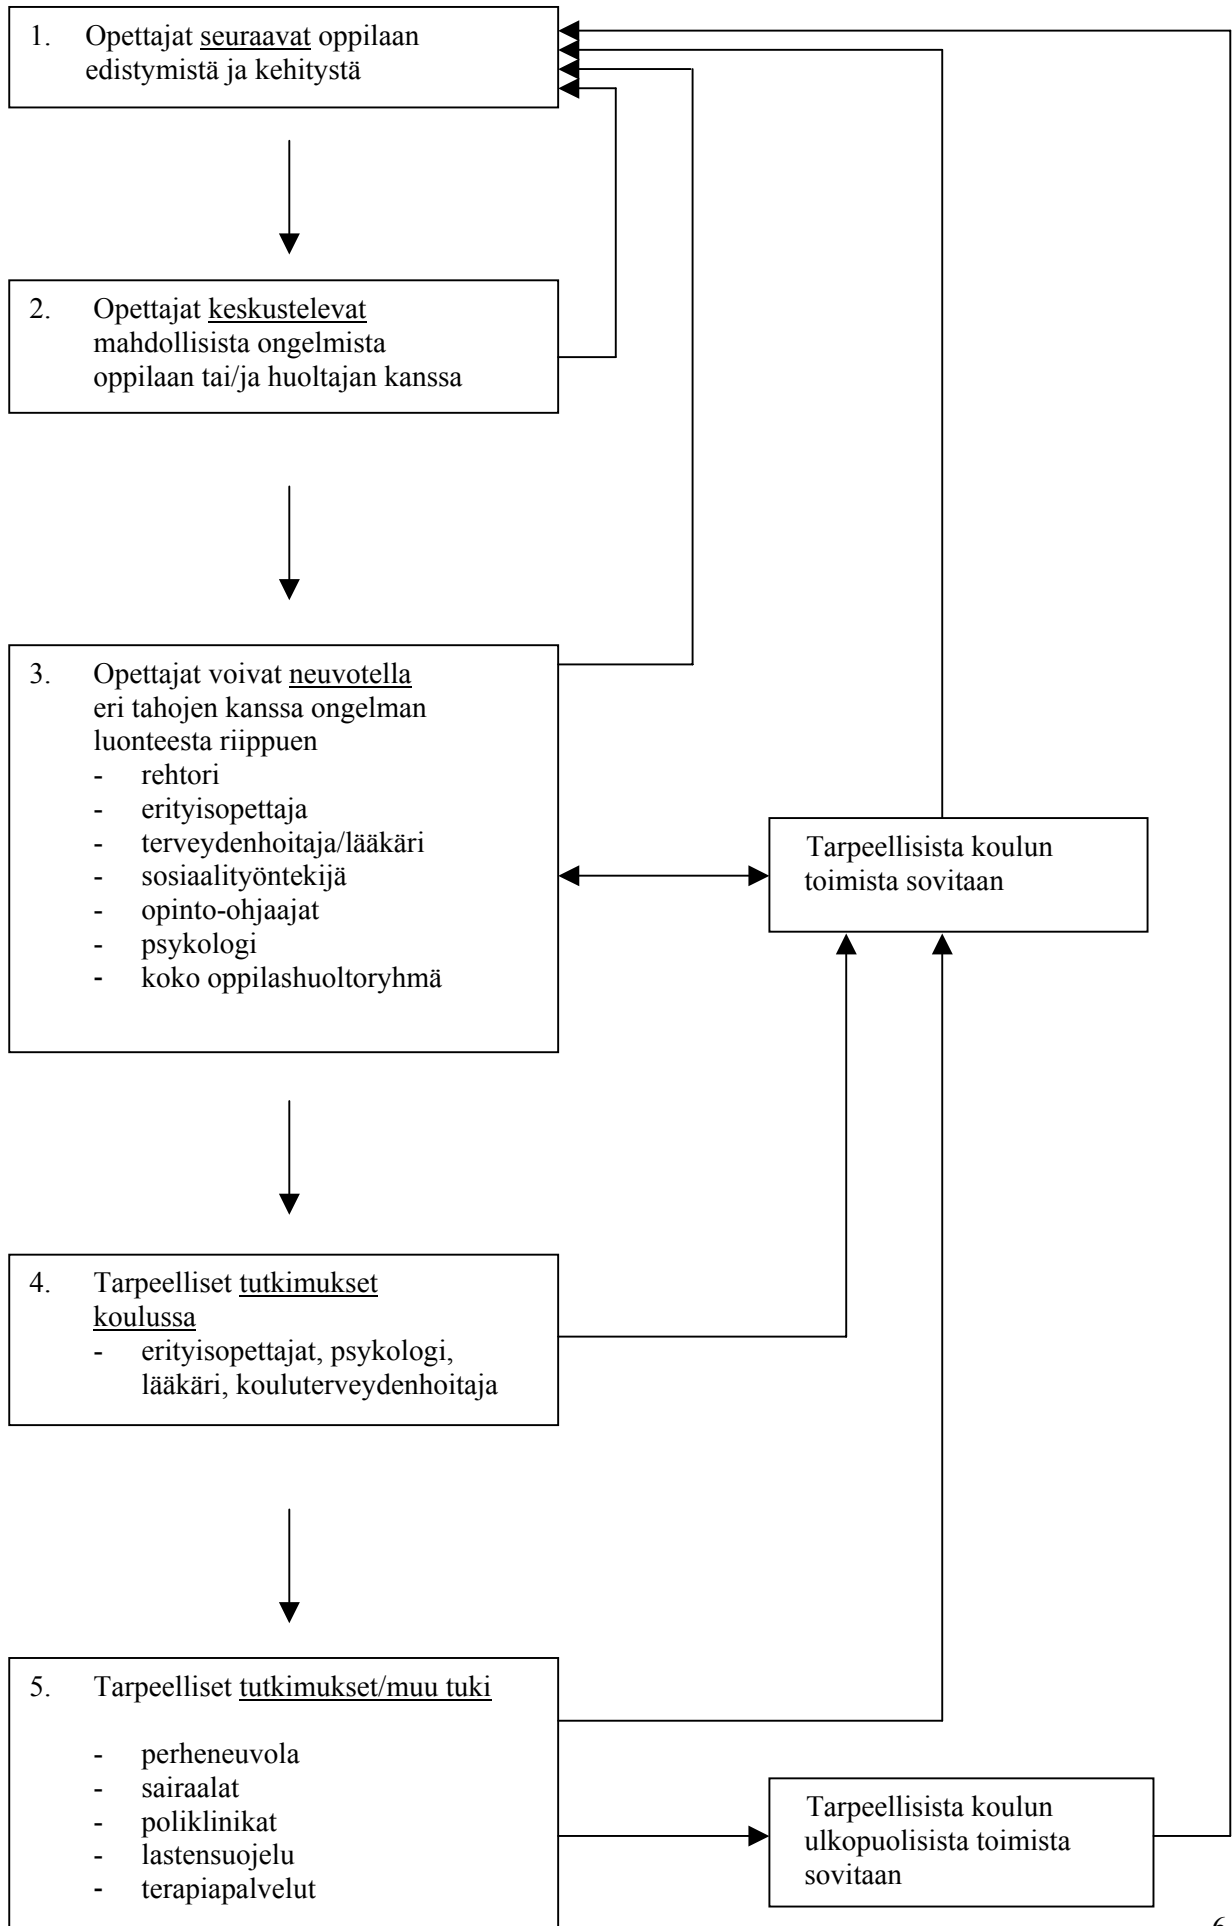 1. Opettajat seuraavat oppilaan
edistymistä ja kehitystä
2. Opettajat keskustelevat
mahdollisista ongelmista
oppilaan tai/ja huoltajan kanssa
3. Opettajat voivat neuvotella
eri tahojen kanssa ongelman
luonteesta riippuen
- rehtori
- erityisopettaja
- terveydenhoitaja/lääkäri
- sosiaalityöntekijä
- opinto-ohjaajat
- psykologi
- koko oppilashuoltoryhmä
Tarpeellisista koulun
toimista sovitaan
4. Tarpeelliset tutkimukset
koulussa
- erityisopettajat, psykologi,
lääkäri, kouluterveydenhoitaja
5. Tarpeelliset tutkimukset/muu tuki
- perheneuvola
- sairaalat
- poliklinikat
- lastensuojelu
- terapiapalvelut
Tarpeellisista koulun
ulkopuolisista toimista
sovitaan